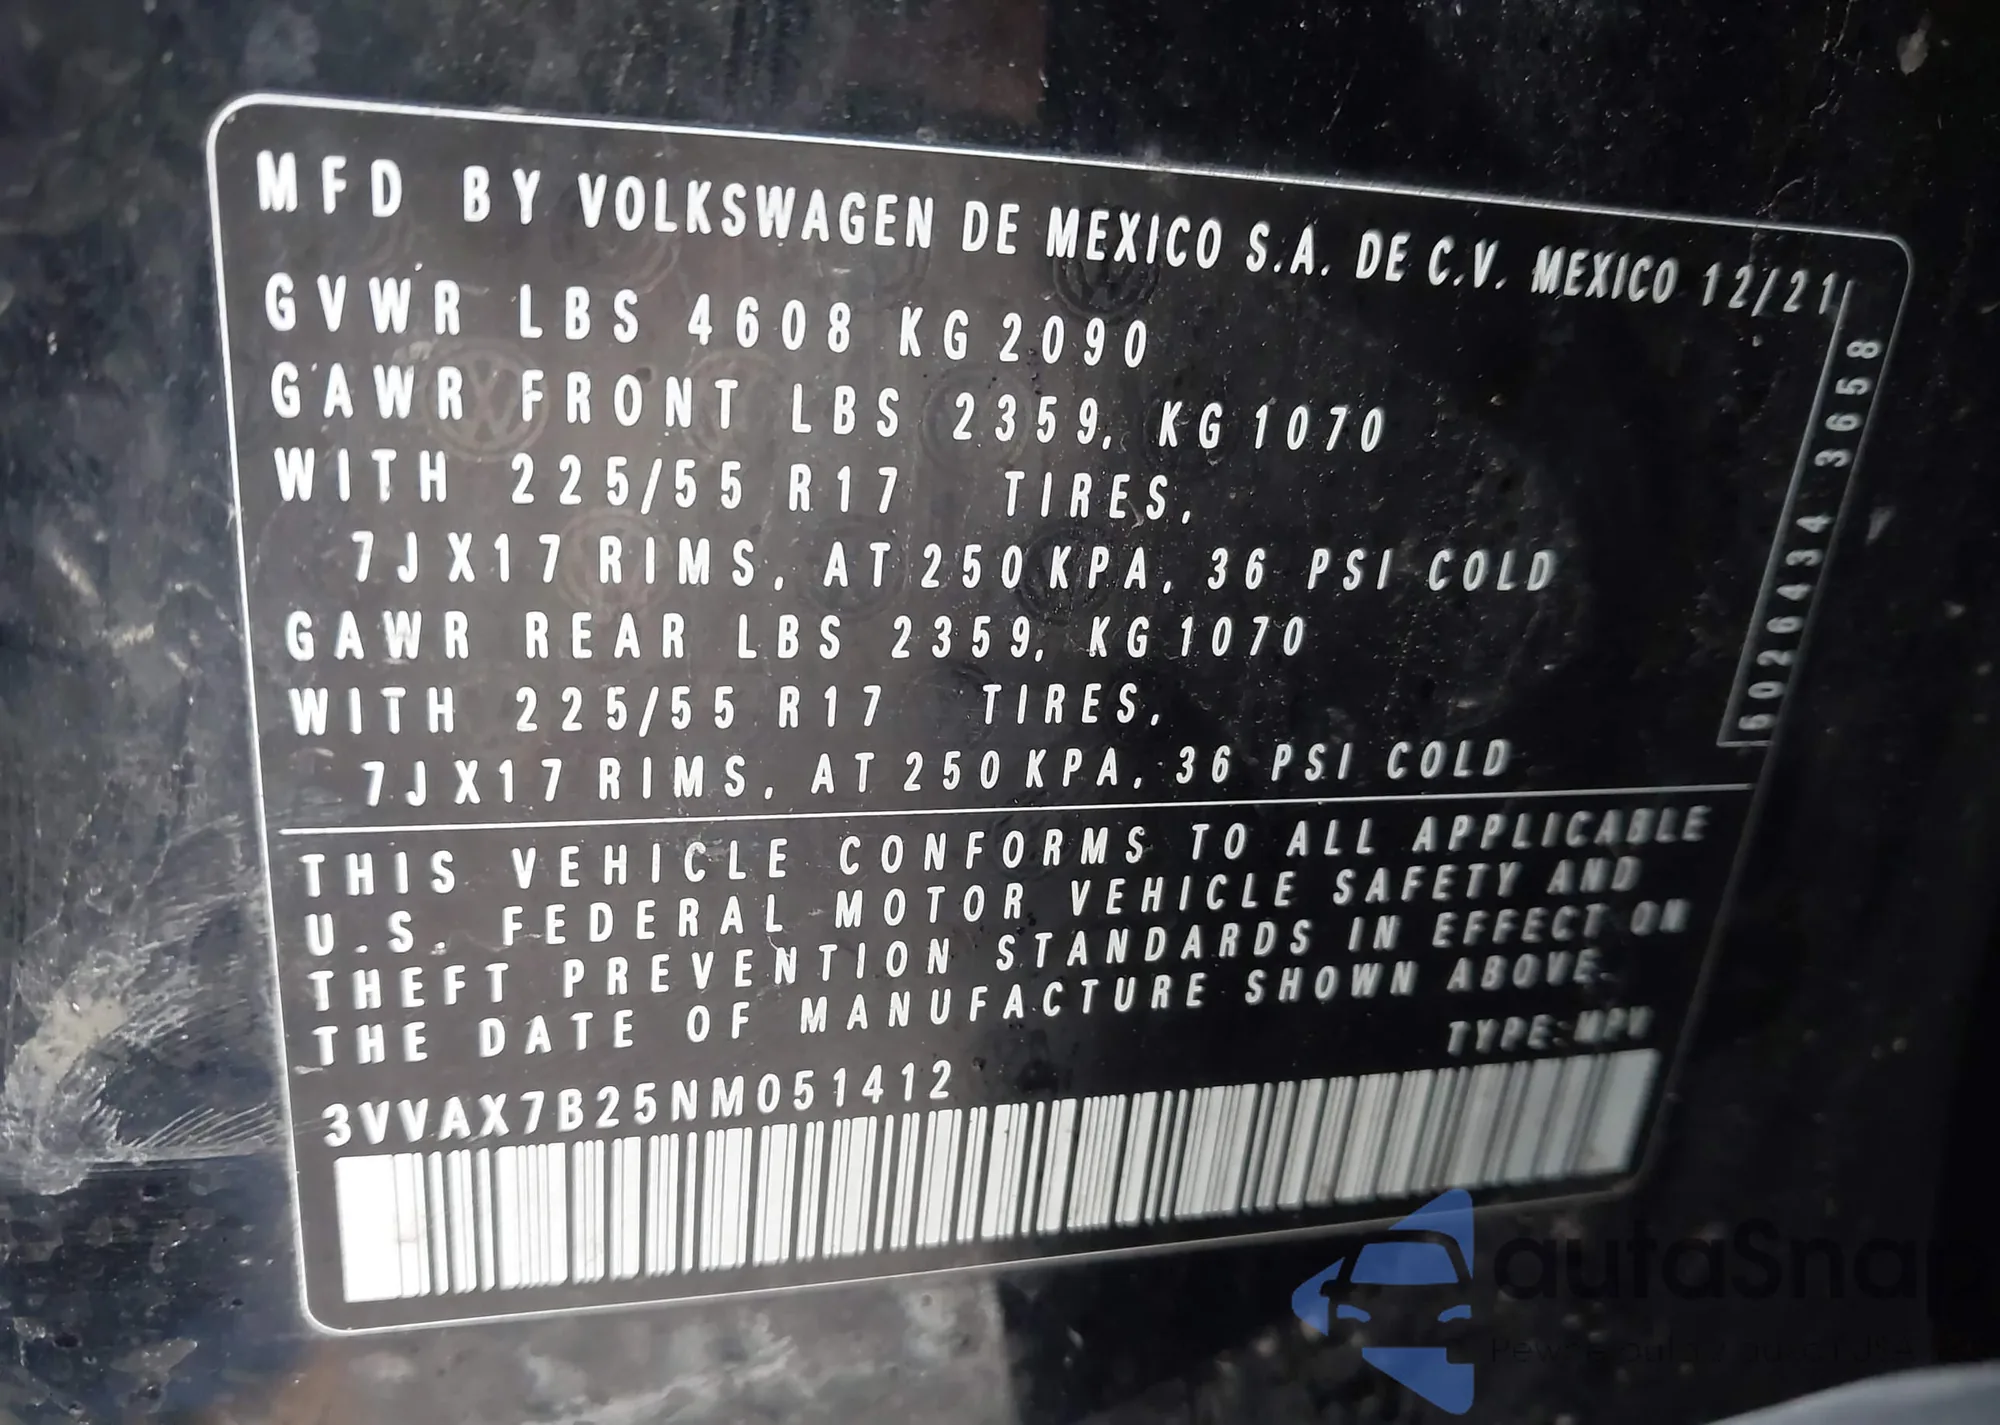 MFD BY VOLKSWAGEN DE MEXICO S.A. DE C.V. MEXICO 12/21
GVWR LBS 4608 KG 2090
GAWR FRONT LBS 2359, KG 1070
WITH 225/55 R17 TIRES,
7JX17 RIMS, AT 250 KPA, 36 PSI COLD
GAWR REAR LBS 2359, KG 1070
WITH 225/55 R17 TIRES,
7JX17 RIMS, AT 250 KPA, 36 PSI COLD
THIS VEHICLE CONFORMS TO ALL APPLICABLE
U.S. FEDERAL MOTOR VEHICLE SAFETY AND
THEFT PREVENTION STANDARDS IN EFFECT ON
THE DATE OF MANUFACTURE SHOWN ABOVE.
TYPE: MPV
3VVAX7B25NM051412
autaSnap